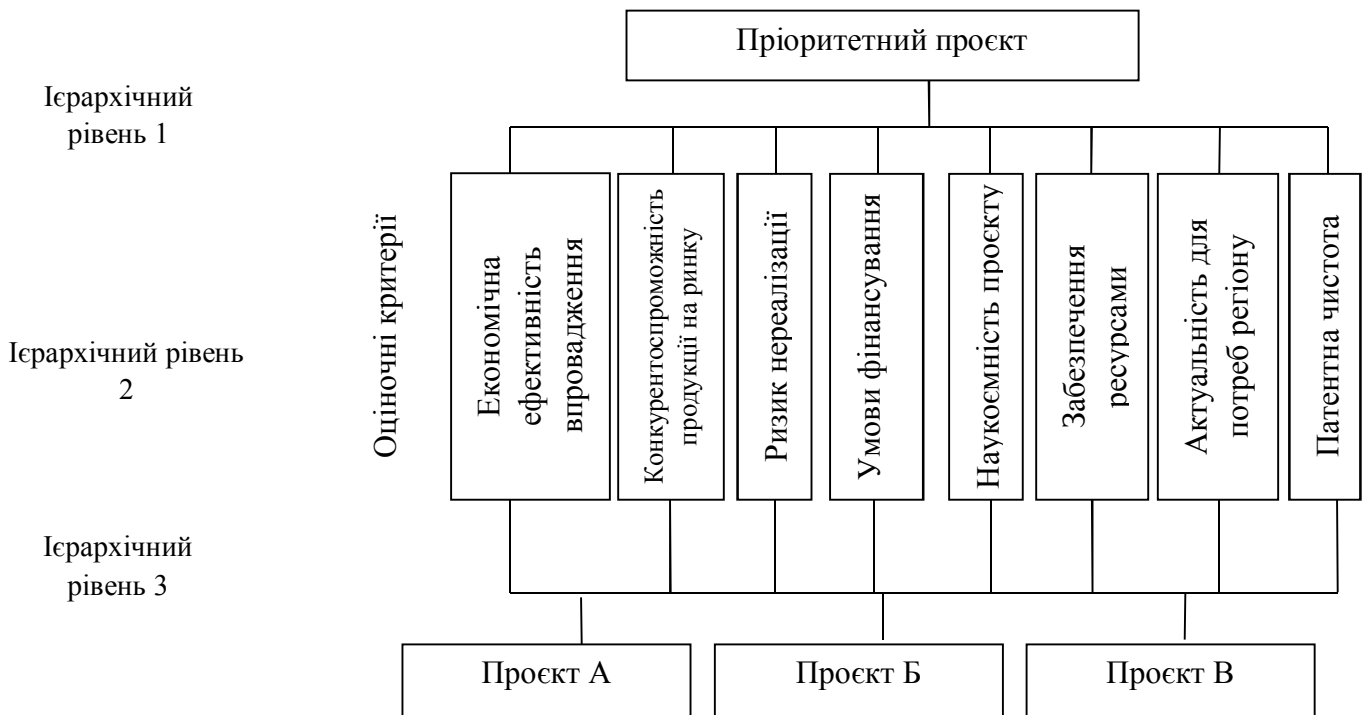 Пріоритетний проєкт
Ієрархічний
рівень 1
Оціночні критерії
Економічна
ефективність
впровадження
Конкурентоспроможність
продукції на ринку
Ризик нереалізації
Умови фінансування
Наукоємність проєкту
Забезпечення
ресурсами
Актуальність для
потреб регіону
Патентна чистота
Ієрархічний рівень
2
Ієрархічний
рівень 3
Проєкт А
Проєкт Б
Проєкт В